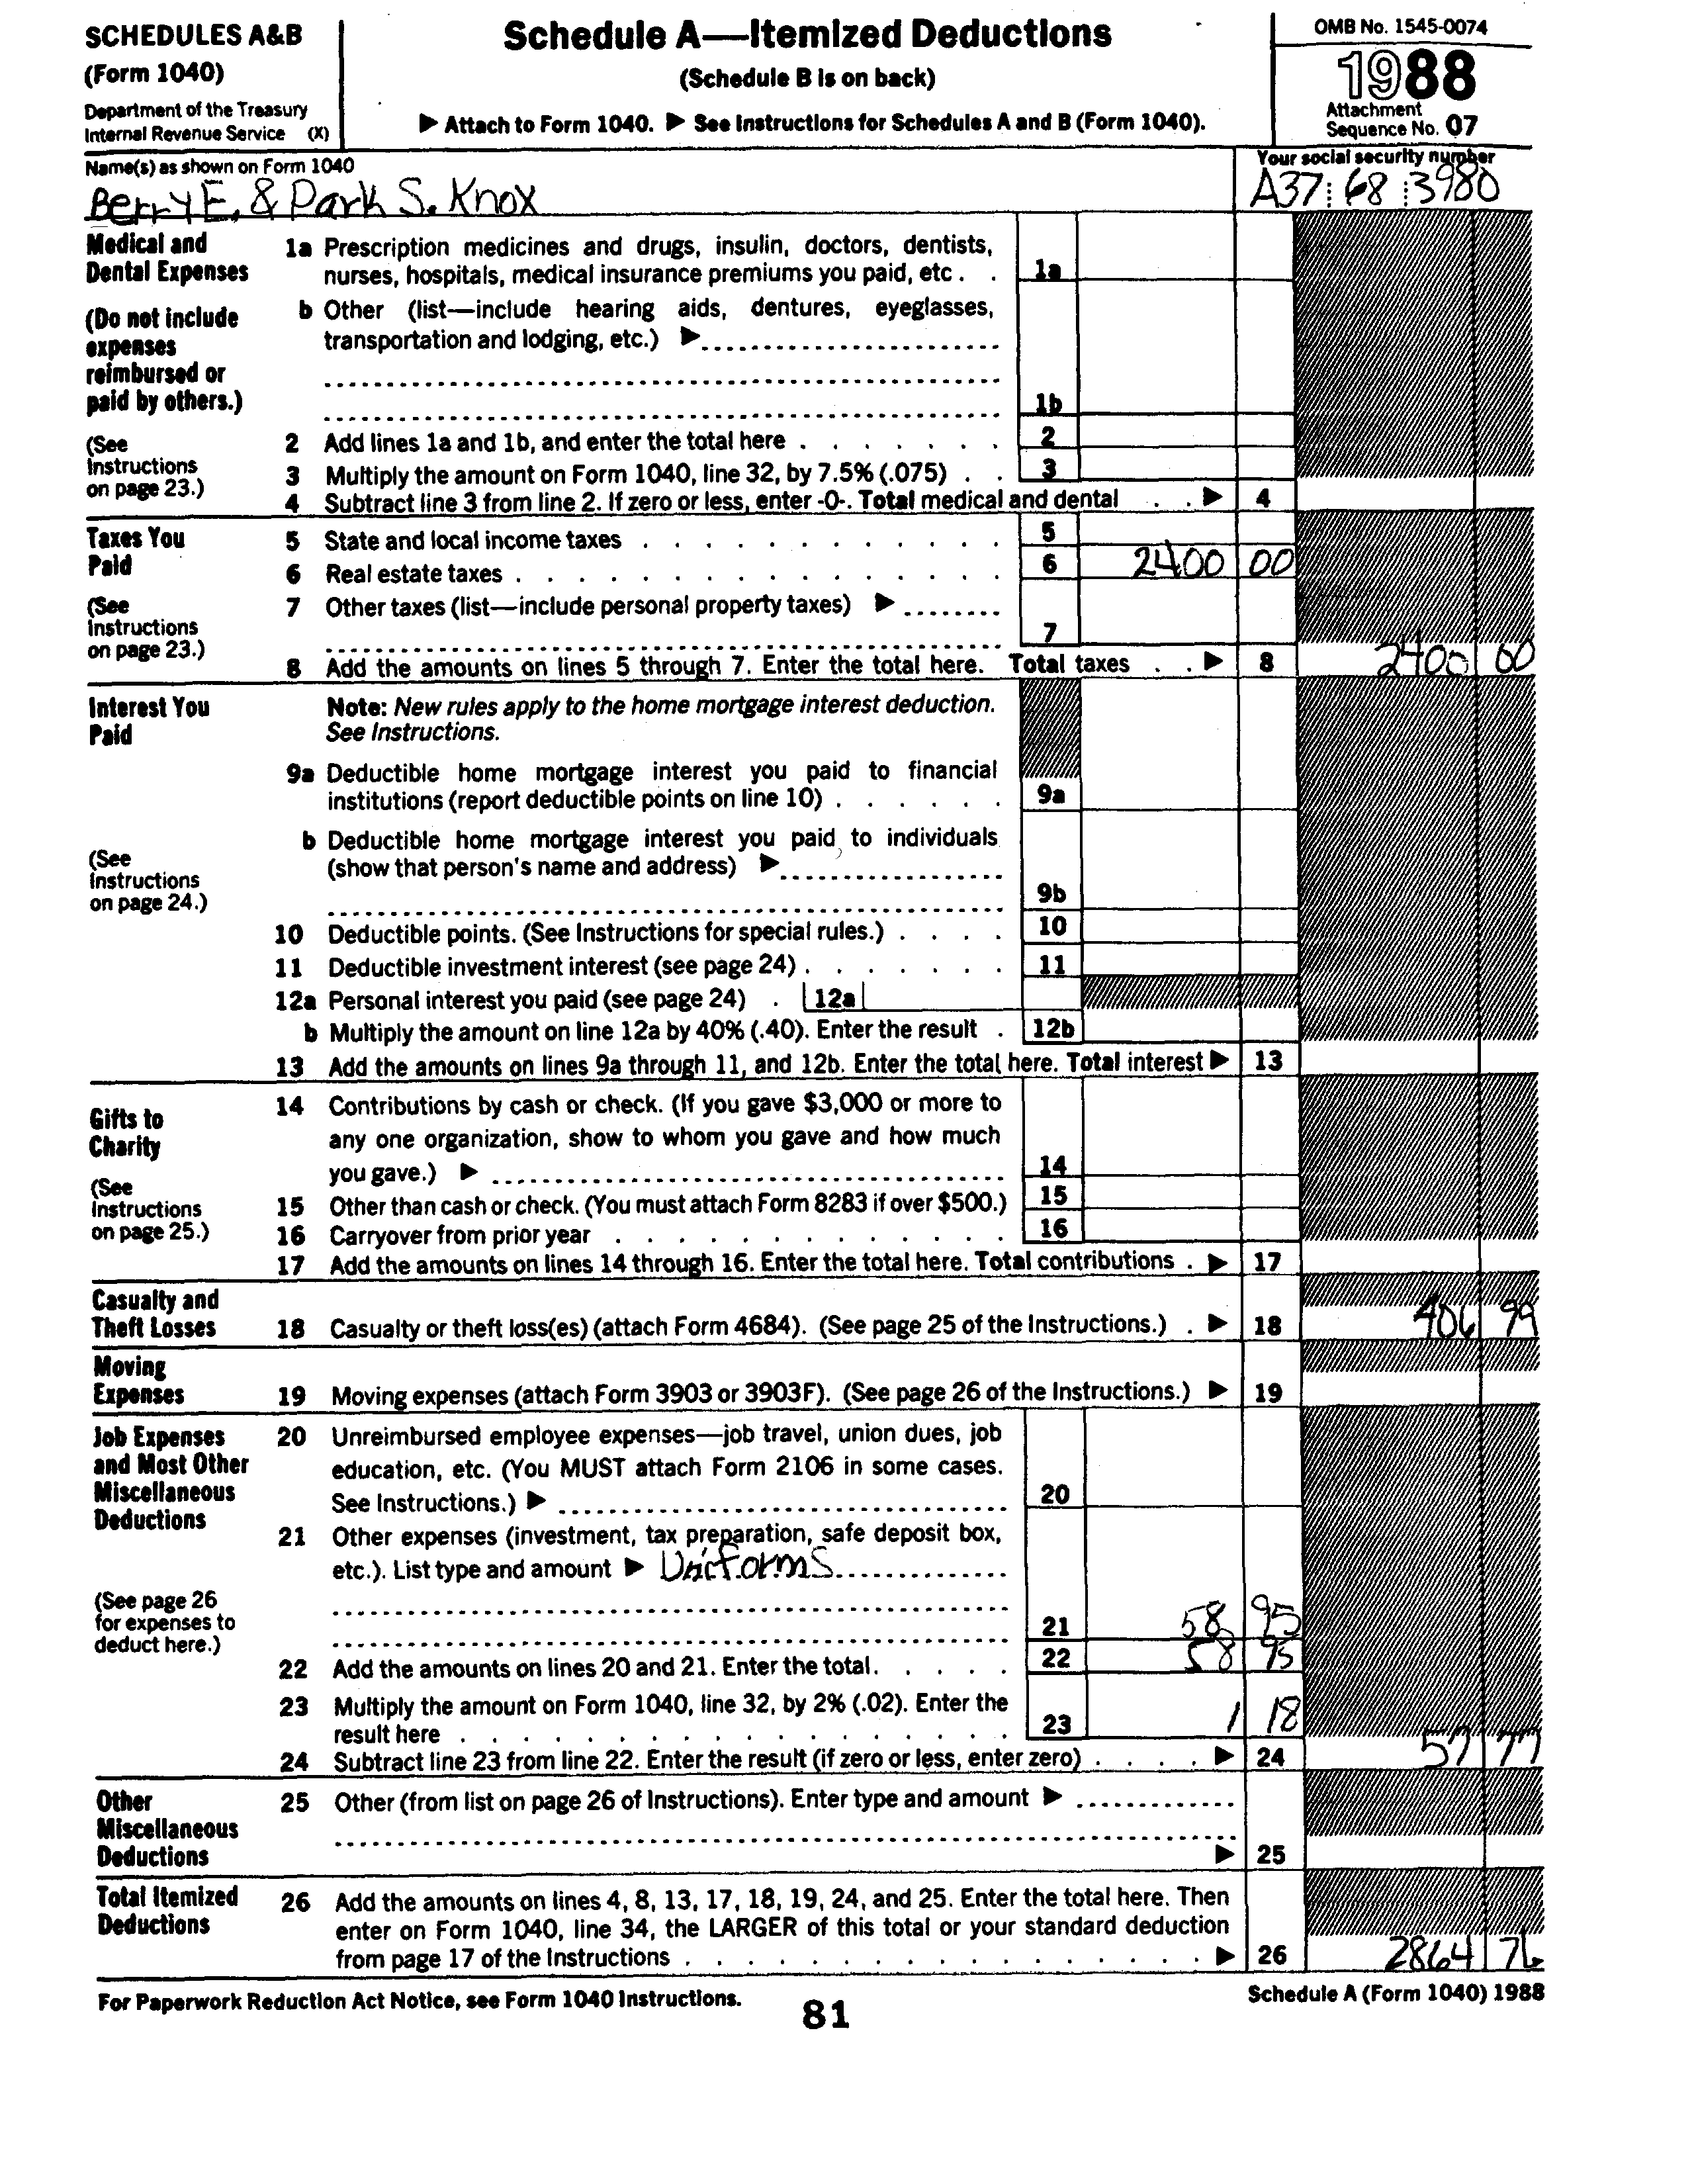 SCHEDULES A&B
(Form 1040)
Department of the Treasury
Internal Revenue Service (X)
Schedule A—Itemized Deductions
(Schedule B is on back)
▶ Attach to Form 1040. ▶ See Instructions for Schedules A and B (Form 1040).
OMB No. 1545-0074
1988
Attachment
Sequence No. 07
Name(s) as shown on Form 1040
Berry E, & Park S. Knox
Your social security number
A37 68 3980
Medical and
Dental Expenses
(Do not include
expenses
reimbursed or
paid by others.)
(See
Instructions
on page 23.)
1a Prescription medicines and drugs, insulin, doctors, dentists,
nurses, hospitals, medical insurance premiums you paid, etc . . 1a
b Other (list—include hearing aids, dentures, eyeglasses,
transportation and lodging, etc.) ▶
1b
2 Add lines 1a and 1b, and enter the total here . . . . . . . 2
3 Multiply the amount on Form 1040, line 32, by 7.5% (.075) . . 3
4 Subtract line 3 from line 2. If zero or less, enter -0-. Total medical and dental . . ▶ 4
Taxes You
Paid
(See
Instructions
on page 23.)
5 State and local income taxes . . . . . . . . . . . . 5
6 Real estate taxes . . . . . . . . . . . . . . . . 6 2400 00
7 Other taxes (list—include personal property taxes) ▶
7
8 Add the amounts on lines 5 through 7. Enter the total here. Total taxes . . ▶ 8 2400 00
Interest You
Paid
(See
Instructions
on page 24.)
Note: New rules apply to the home mortgage interest deduction.
See Instructions.
9a Deductible home mortgage interest you paid to financial
institutions (report deductible points on line 10) . . . . . . 9a
b Deductible home mortgage interest you paid to individuals
(show that person's name and address) ▶
9b
10 Deductible points. (See Instructions for special rules.) . . . . 10
11 Deductible investment interest (see page 24) . . . . . . . 11
12a Personal interest you paid (see page 24) . 12a
b Multiply the amount on line 12a by 40% (.40). Enter the result . 12b
13 Add the amounts on lines 9a through 11, and 12b. Enter the total here. Total interest ▶ 13
Gifts to
Charity
(See
Instructions
on page 25.)
14 Contributions by cash or check. (If you gave $3,000 or more to
any one organization, show to whom you gave and how much
you gave.) ▶ 14
15 Other than cash or check. (You must attach Form 8283 if over $500.) 15
16 Carryover from prior year . . . . . . . . . . . . . 16
17 Add the amounts on lines 14 through 16. Enter the total here. Total contributions . ▶ 17
Casualty and
Theft Losses
18 Casualty or theft loss(es) (attach Form 4684). (See page 25 of the Instructions.) . ▶ 18 406 99
Moving
Expenses
19 Moving expenses (attach Form 3903 or 3903F). (See page 26 of the Instructions.) ▶ 19
Job Expenses
and Most Other
Miscellaneous
Deductions
(See page 26
for expenses to
deduct here.)
20 Unreimbursed employee expenses—job travel, union dues, job
education, etc. (You MUST attach Form 2106 in some cases.
See Instructions.) ▶ 20
21 Other expenses (investment, tax preparation, safe deposit box,
etc.). List type and amount ▶ Uniforms
21 58 95
22 Add the amounts on lines 20 and 21. Enter the total. . . . . 22 58 95
23 Multiply the amount on Form 1040, line 32, by 2% (.02). Enter the
result here . . . . . . . . . . . . . . . . . . 23 1 18
24 Subtract line 23 from line 22. Enter the result (if zero or less, enter zero) . . . . ▶ 24 57 77
Other
Miscellaneous
Deductions
25 Other (from list on page 26 of Instructions). Enter type and amount ▶
▶ 25
Total Itemized
Deductions
26 Add the amounts on lines 4, 8, 13, 17, 18, 19, 24, and 25. Enter the total here. Then
enter on Form 1040, line 34, the LARGER of this total or your standard deduction
from page 17 of the Instructions . . . . . . . . . . . . . . . . . ▶ 26 2864 76
For Paperwork Reduction Act Notice, see Form 1040 Instructions.
81
Schedule A (Form 1040) 1988